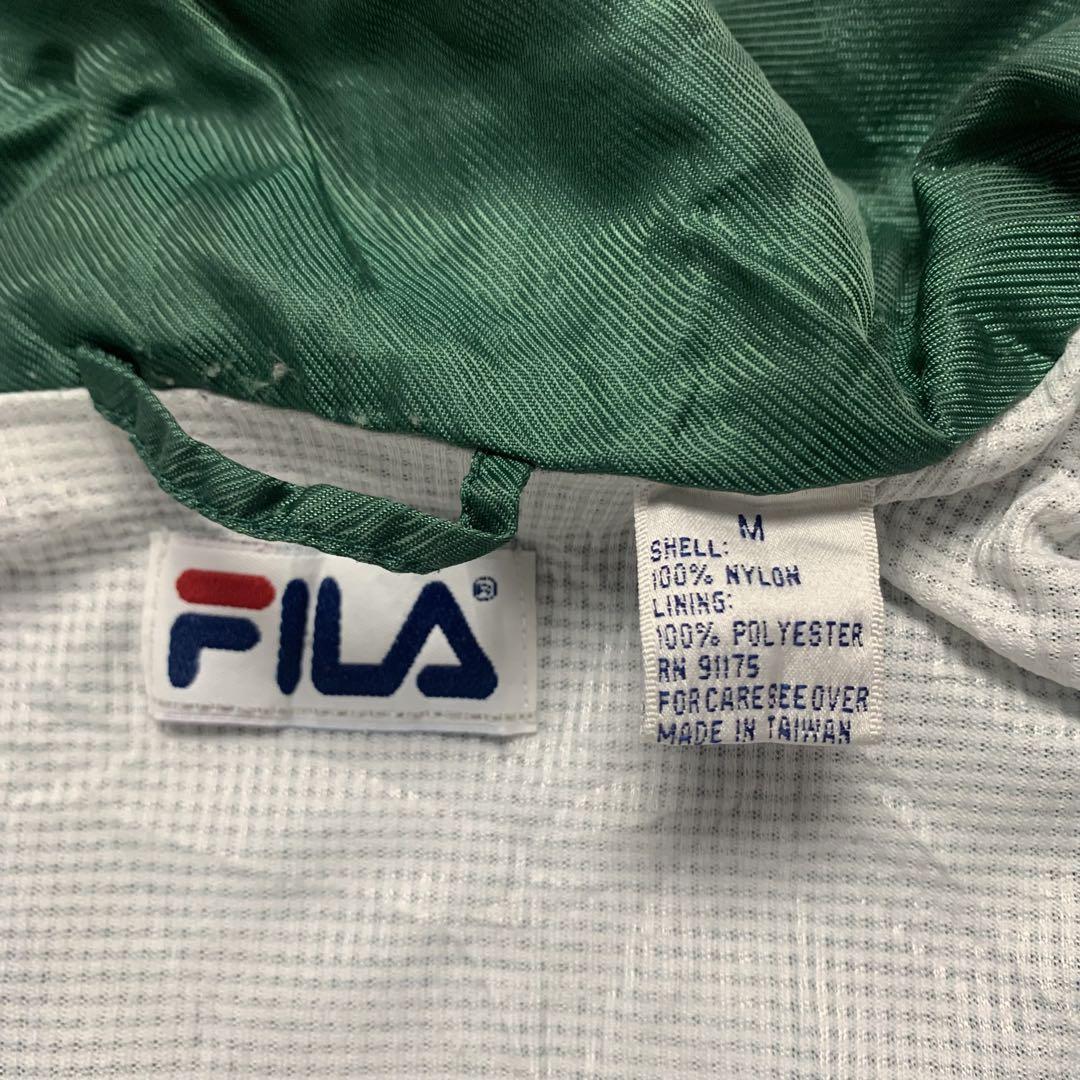 FILA®
M
SHELL:
100% NYLON
LINING:
100% POLYESTER
RN 91175
FOR CARE SEE OVER
MADE IN TAIWAN